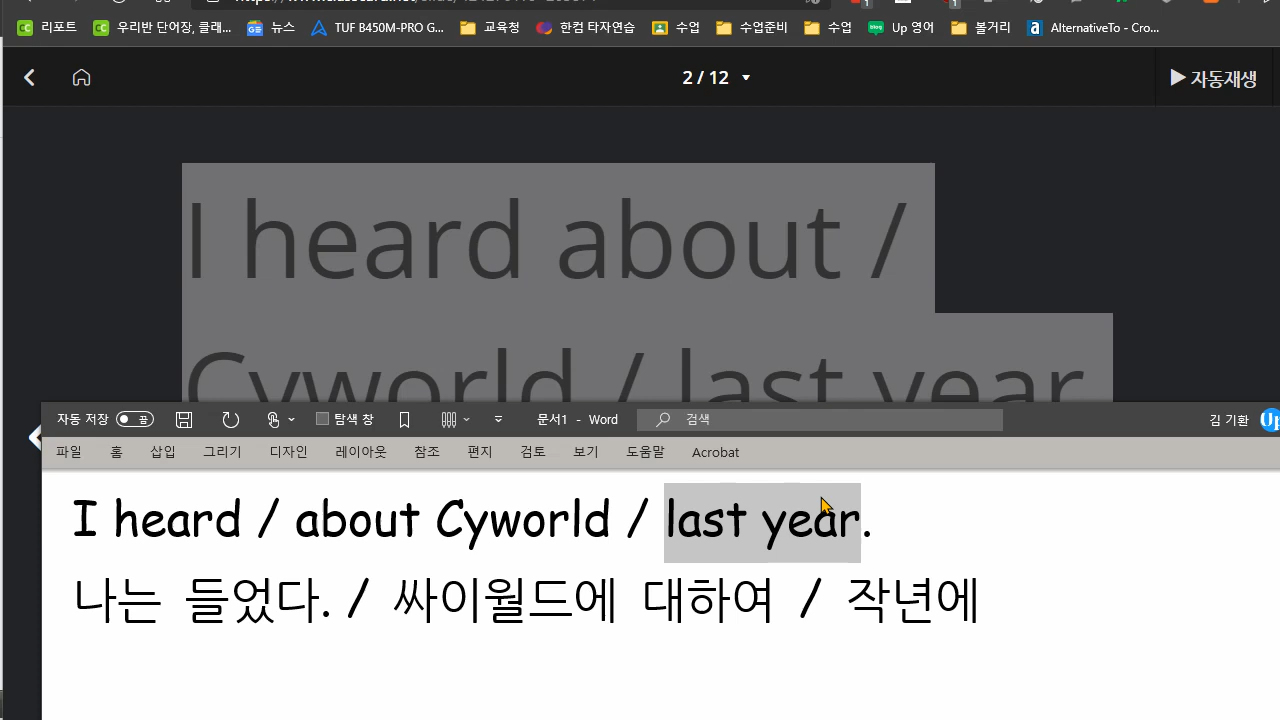 리포트 우리반 단어장, 클래... 뉴스 TUF B450M-PRO G... 교육청 한컴 타자연습 수업 수업준비 수업 Up 영어 볼거리 AlternativeTo - Cro...
2 / 12 자동재생
I heard about /
Cyworld / last year
자동 저장 끔 탐색 창 문서1 - Word 검색 김 기환 Up
파일 홈 삽입 그리기 디자인 레이아웃 참조 편지 검토 보기 도움말 Acrobat
I heard / about Cyworld / last year.
나는 들었다. / 싸이월드에 대하여 / 작년에